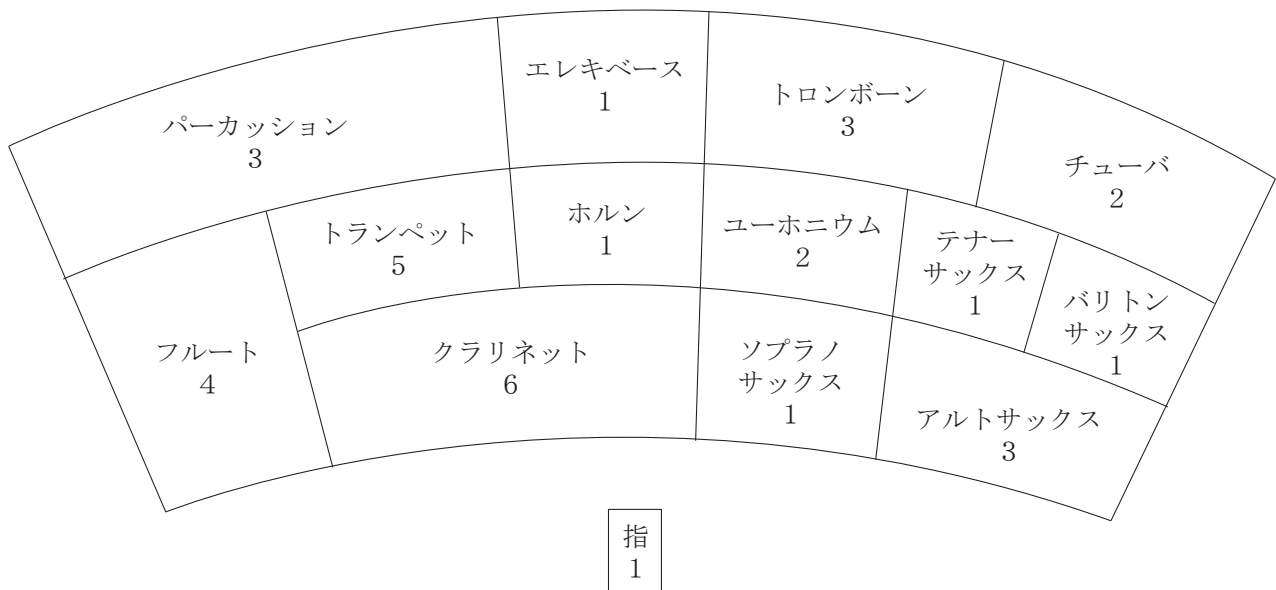 エレキベース
1
トロンボーン
3
パーカッション
3
チューバ
2
トランペット
5
ホルン
1
ユーホニウム
2
テナー
サックス
1
バリトン
サックス
1
フルート
4
クラリネット
6
ソプラノ
サックス
1
アルトサックス
3
指
1